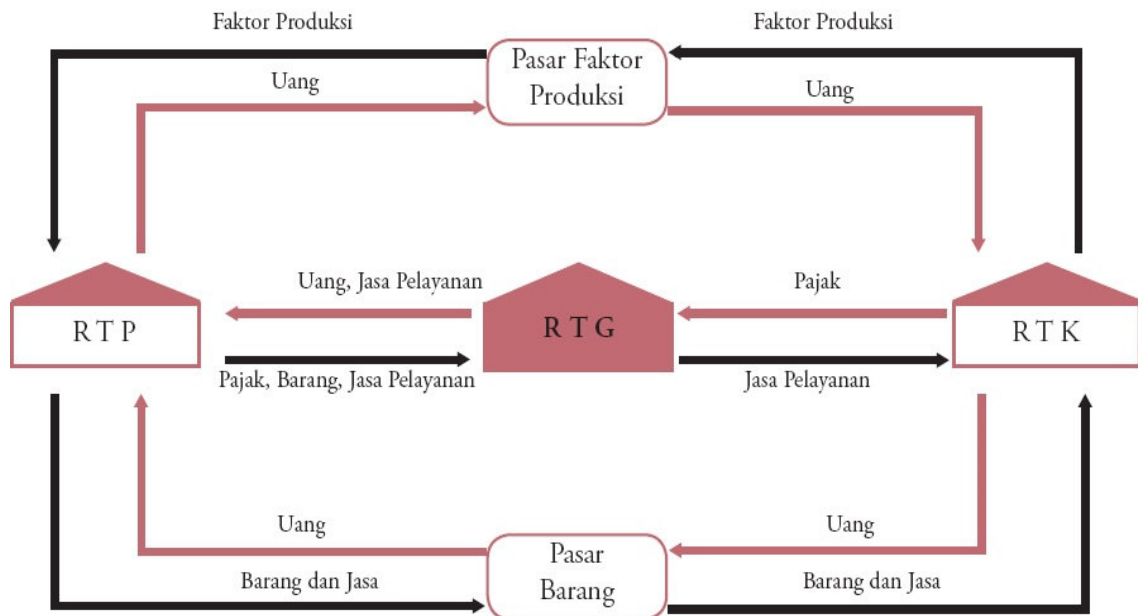 Faktor Produksi
Faktor Produksi
Pasar Faktor
Produksi
Uang
Uang
Uang, Jasa Pelayanan
Pajak
R T P
R T G
R T K
Pajak, Barang, Jasa Pelayanan
Jasa Pelayanan
Uang
Uang
Pasar
Barang
Barang dan Jasa
Barang dan Jasa